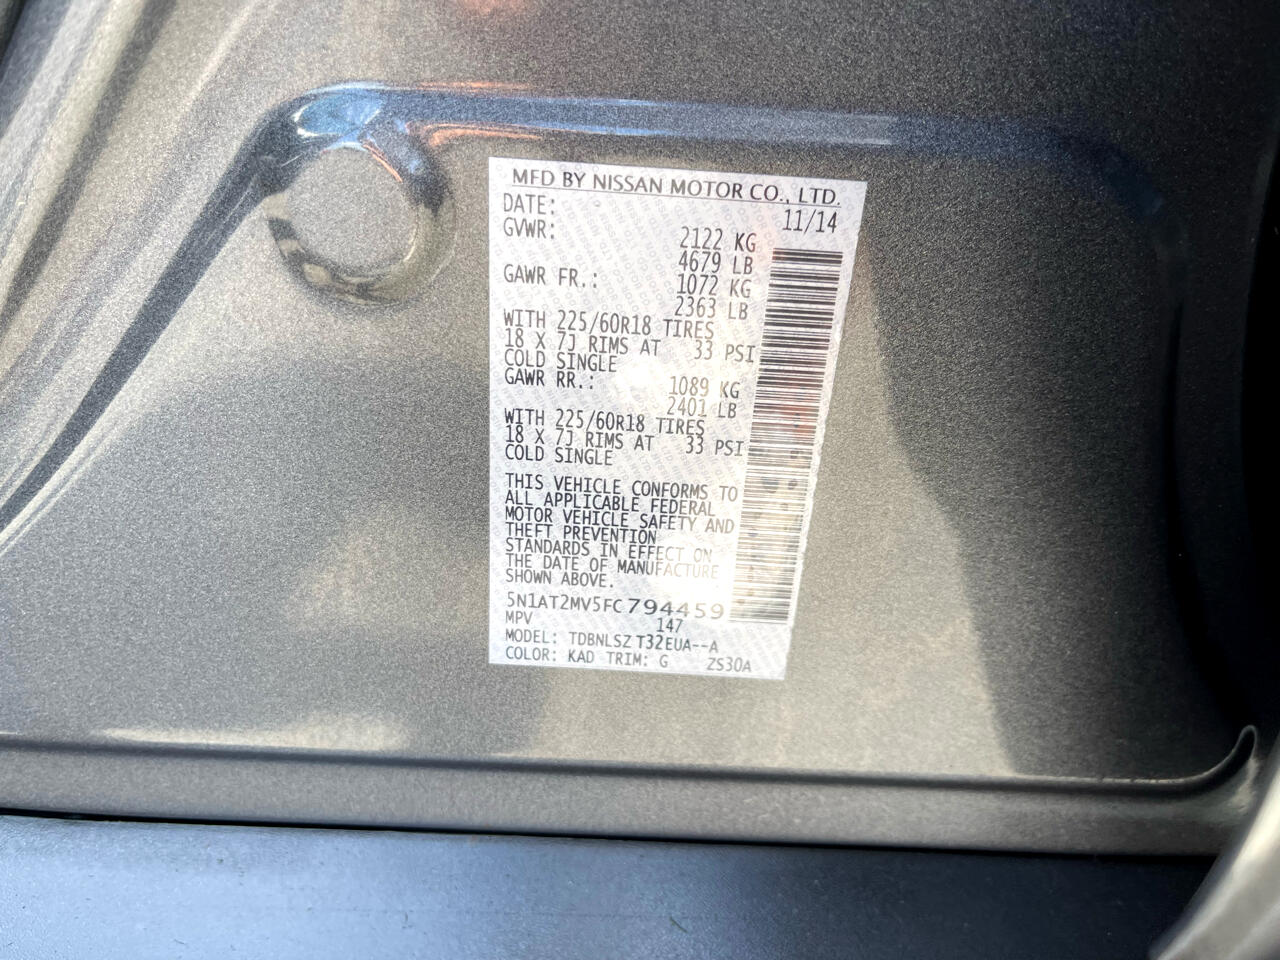 MFD BY NISSAN MOTOR CO., LTD.
DATE: 11/14
GVWR: 2122 KG
4679 LB
GAWR FR.: 1072 KG
2363 LB
WITH 225/60R18 TIRES
18 X 7J RIMS AT 33 PSI
COLD SINGLE
GAWR RR.: 1089 KG
2401 LB
WITH 225/60R18 TIRES
18 X 7J RIMS AT 33 PSI
COLD SINGLE
THIS VEHICLE CONFORMS TO
ALL APPLICABLE FEDERAL
MOTOR VEHICLE SAFETY AND
THEFT PREVENTION
STANDARDS IN EFFECT ON
THE DATE OF MANUFACTURE
SHOWN ABOVE.
5N1AT2MV5FC794459
MPV 147
MODEL: TDBNLSZ T32EUA--A
COLOR: KAD TRIM: G ZS30A